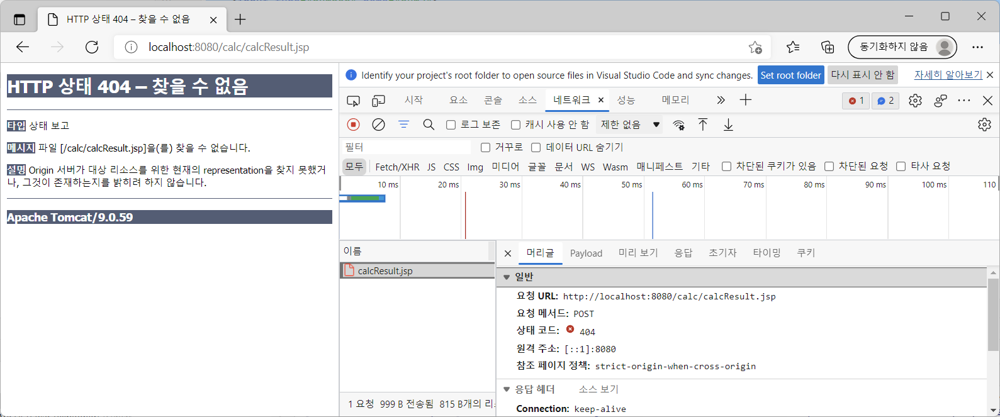 HTTP 상태 404 – 찾을 수 없음
localhost:8080/calc/calcResult.jsp
동기화하지 않음
HTTP 상태 404 – 찾을 수 없음
타입 상태 보고
메시지 파일 [/calc/calcResult.jsp]을(를) 찾을 수 없습니다.
설명 Origin 서버가 대상 리소스를 위한 현재의 representation을 찾지 못했거
나, 그것이 존재하는지를 밝히려 하지 않습니다.
Apache Tomcat/9.0.59
Identify your project's root folder to open source files in Visual Studio Code and sync changes. Set root folder 다시 표시 안 함 자세히 알아보기
시작 요소 콘솔 소스 네트워크 성능 메모리 1 2
로그 보존 캐시 사용 안 함 제한 없음
필터 거꾸로 데이터 URL 숨기기
모두 Fetch/XHR JS CSS Img 미디어 글꼴 문서 WS Wasm 매니페스트 기타 차단된 쿠키가 있음 차단된 요청 타사 요청
10 ms 20 ms 30 ms 40 ms 50 ms 60 ms 70 ms 80 ms 90 ms 100 ms 110
이름
calcResult.jsp
1 요청 999 B 전송됨 815 B개의 리
머리글 Payload 미리 보기 응답 초기자 타이밍 쿠키
일반
요청 URL: http://localhost:8080/calc/calcResult.jsp
요청 메서드: POST
상태 코드: 404
원격 주소: [::1]:8080
참조 페이지 정책: strict-origin-when-cross-origin
응답 헤더 소스 보기
Connection: keep-alive